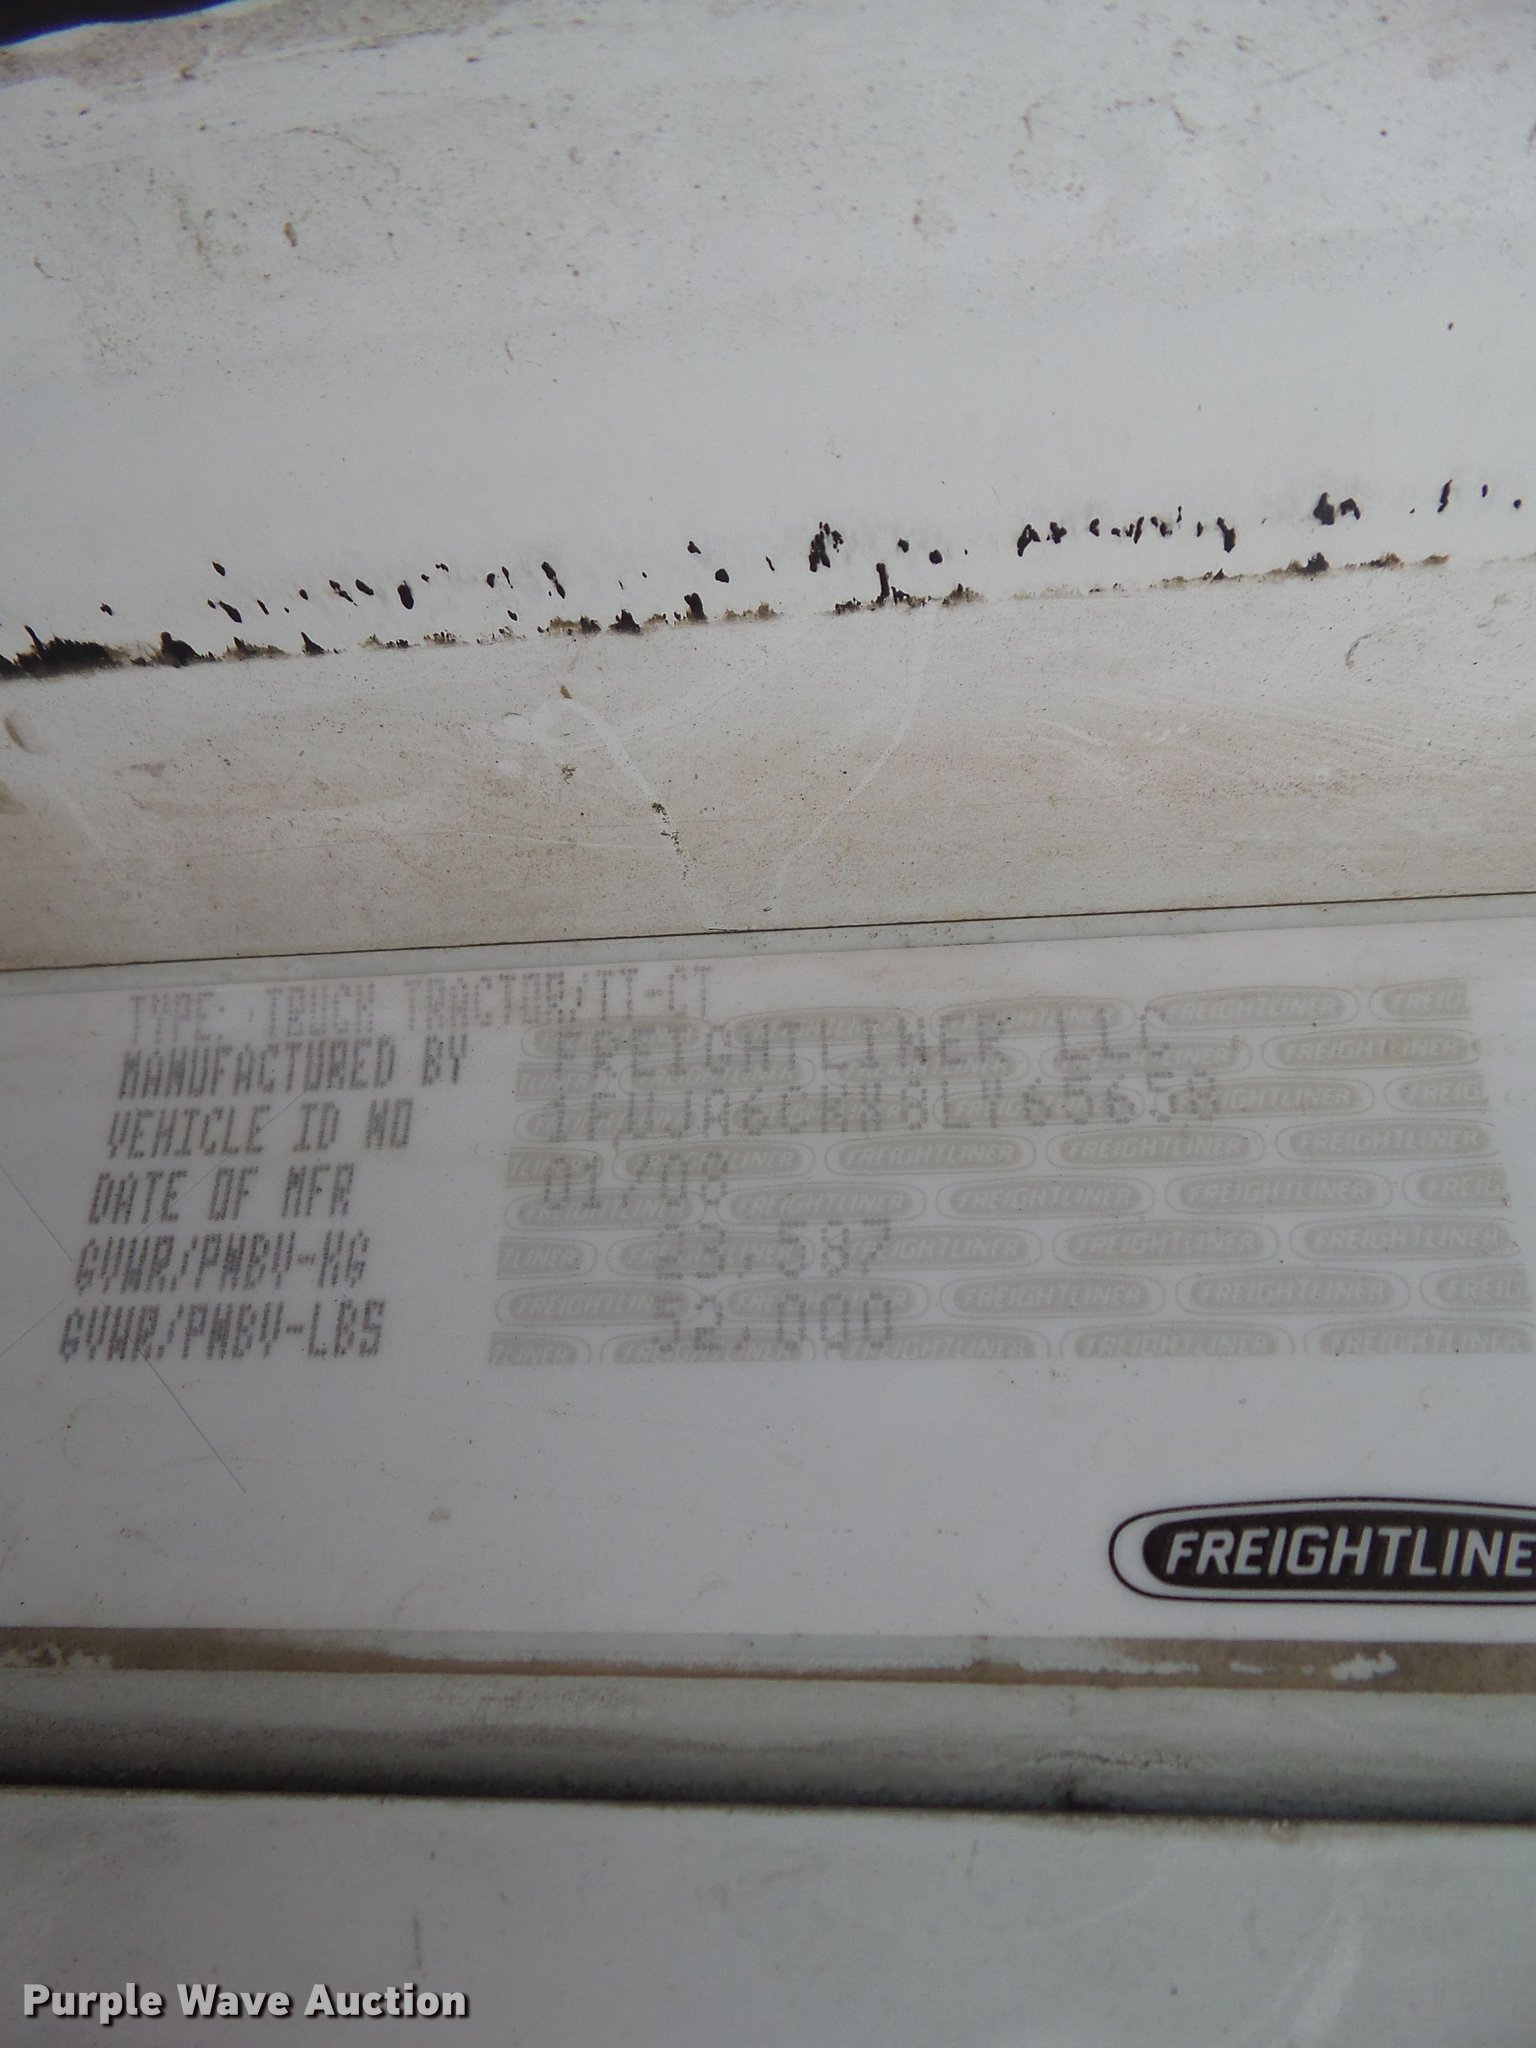 TYPE: TRUCK TRACTOR/TT-CT
MANUFACTURED BY FREIGHTLINER LLC
VEHICLE ID NO
DATE OF MFR 01/08
GVWR/PNBV-KG 23,587
GVWR/PNBV-LBS 52,000
FREIGHTLINE
Purple Wave Auction